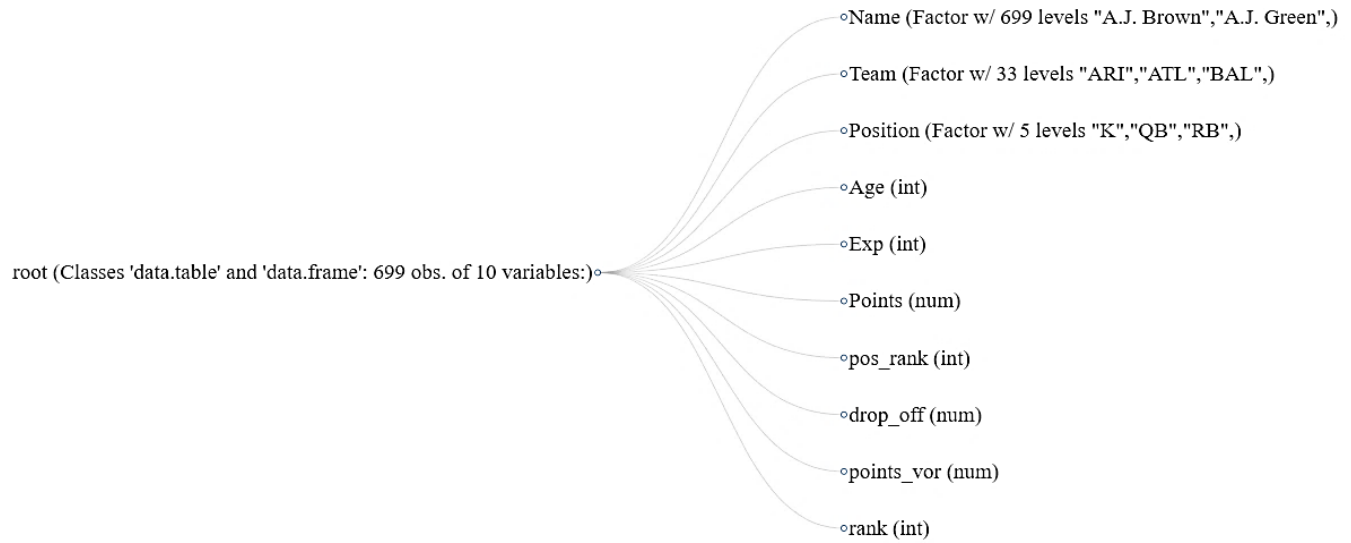 Name (Factor w/ 699 levels "A.J. Brown","A.J. Green",)
Team (Factor w/ 33 levels "ARI","ATL","BAL",)
Position (Factor w/ 5 levels "K","QB","RB",)
Age (int)
Exp (int)
root (Classes 'data.table' and 'data.frame': 699 obs. of 10 variables:)
Points (num)
pos_rank (int)
drop_off (num)
points_vor (num)
rank (int)